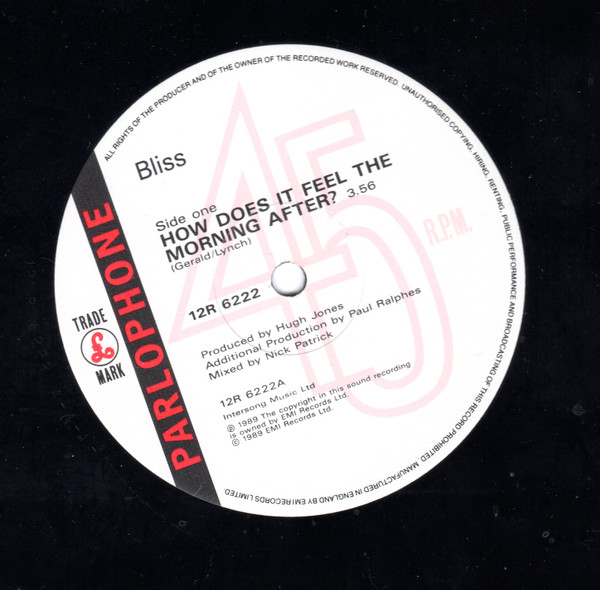 ALL RIGHTS OF THE PRODUCER AND OF THE OWNER OF THE RECORDED WORK RESERVED. UNAUTHORISED COPYING, HIRING, RENTING, PUBLIC PERFORMANCE AND BROADCASTING OF THIS RECORD PROHIBITED. MANUFACTURED IN ENGLAND BY EMI RECORDS LIMITED.
Bliss
Side one
HOW DOES IT FEEL THE
MORNING AFTER? 3.56
(Gerald/Lynch)
45
R.P.M.
12R 6222
PARLOPHONE
TRADE
£
MARK
Produced by Hugh Jones
Additional Production by Paul Ralphes
Mixed by Nick Patrick
12R 6222A
Intersong Music Ltd
℗ 1989 The copyright in this sound recording
is owned by EMI Records Ltd.
© 1989 EMI Records Ltd.